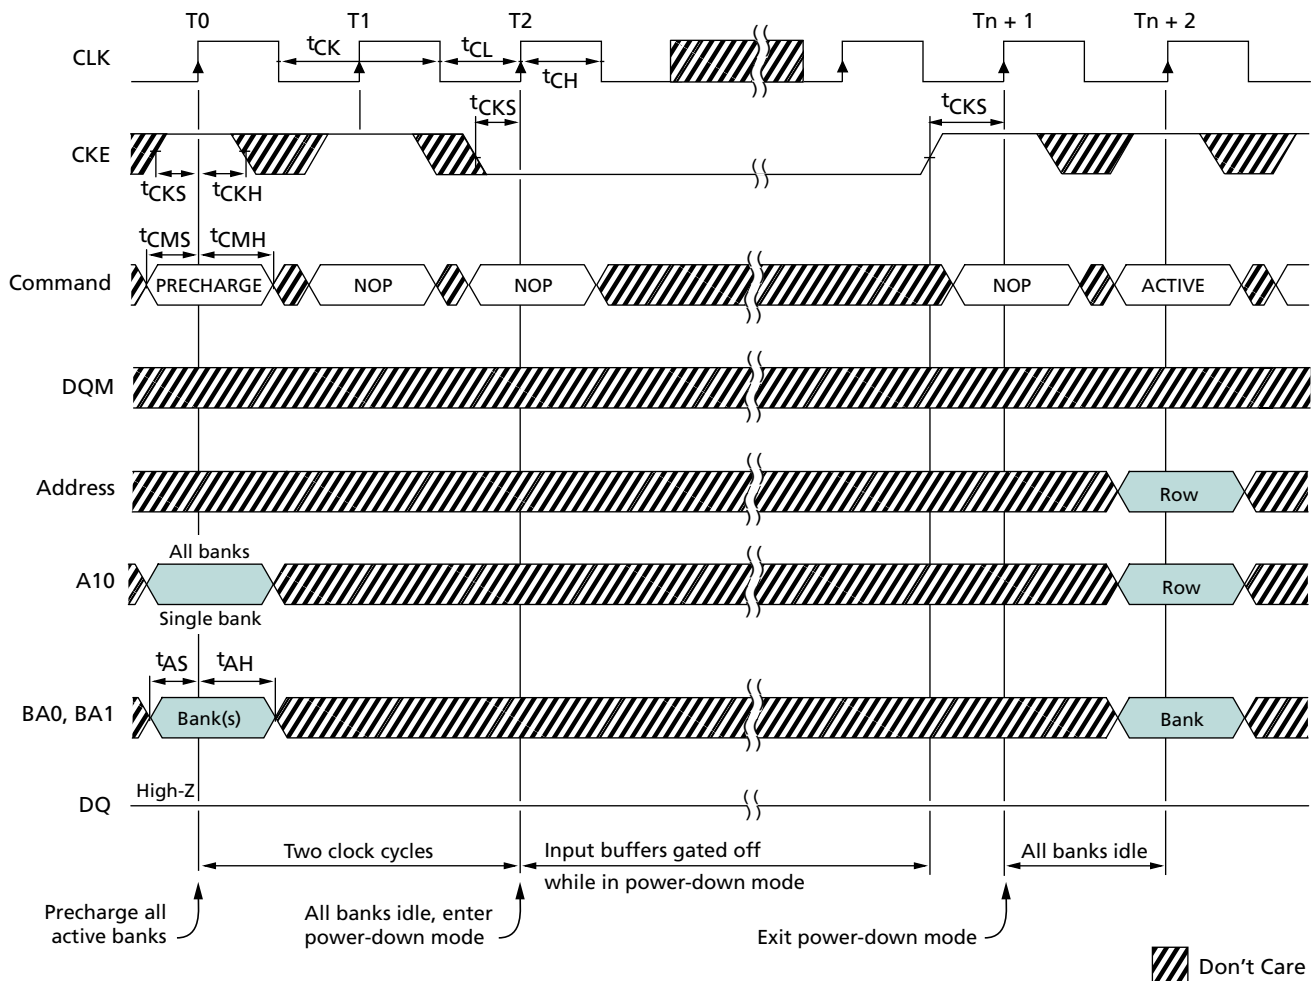 T0 T1 T2 Tn + 1 Tn + 2
CLK
tCK tCL
tCH
tCKS tCKS
CKE
tCKS tCKH
tCMS tCMH
Command PRECHARGE NOP NOP NOP ACTIVE
DQM
Address Row
All banks
A10 Row
Single bank
tAS tAH
BA0, BA1 Bank(s) Bank
High-Z
DQ
Two clock cycles
Input buffers gated off
while in power-down mode
All banks idle
Precharge all
active banks
All banks idle, enter
power-down mode
Exit power-down mode
Don't Care